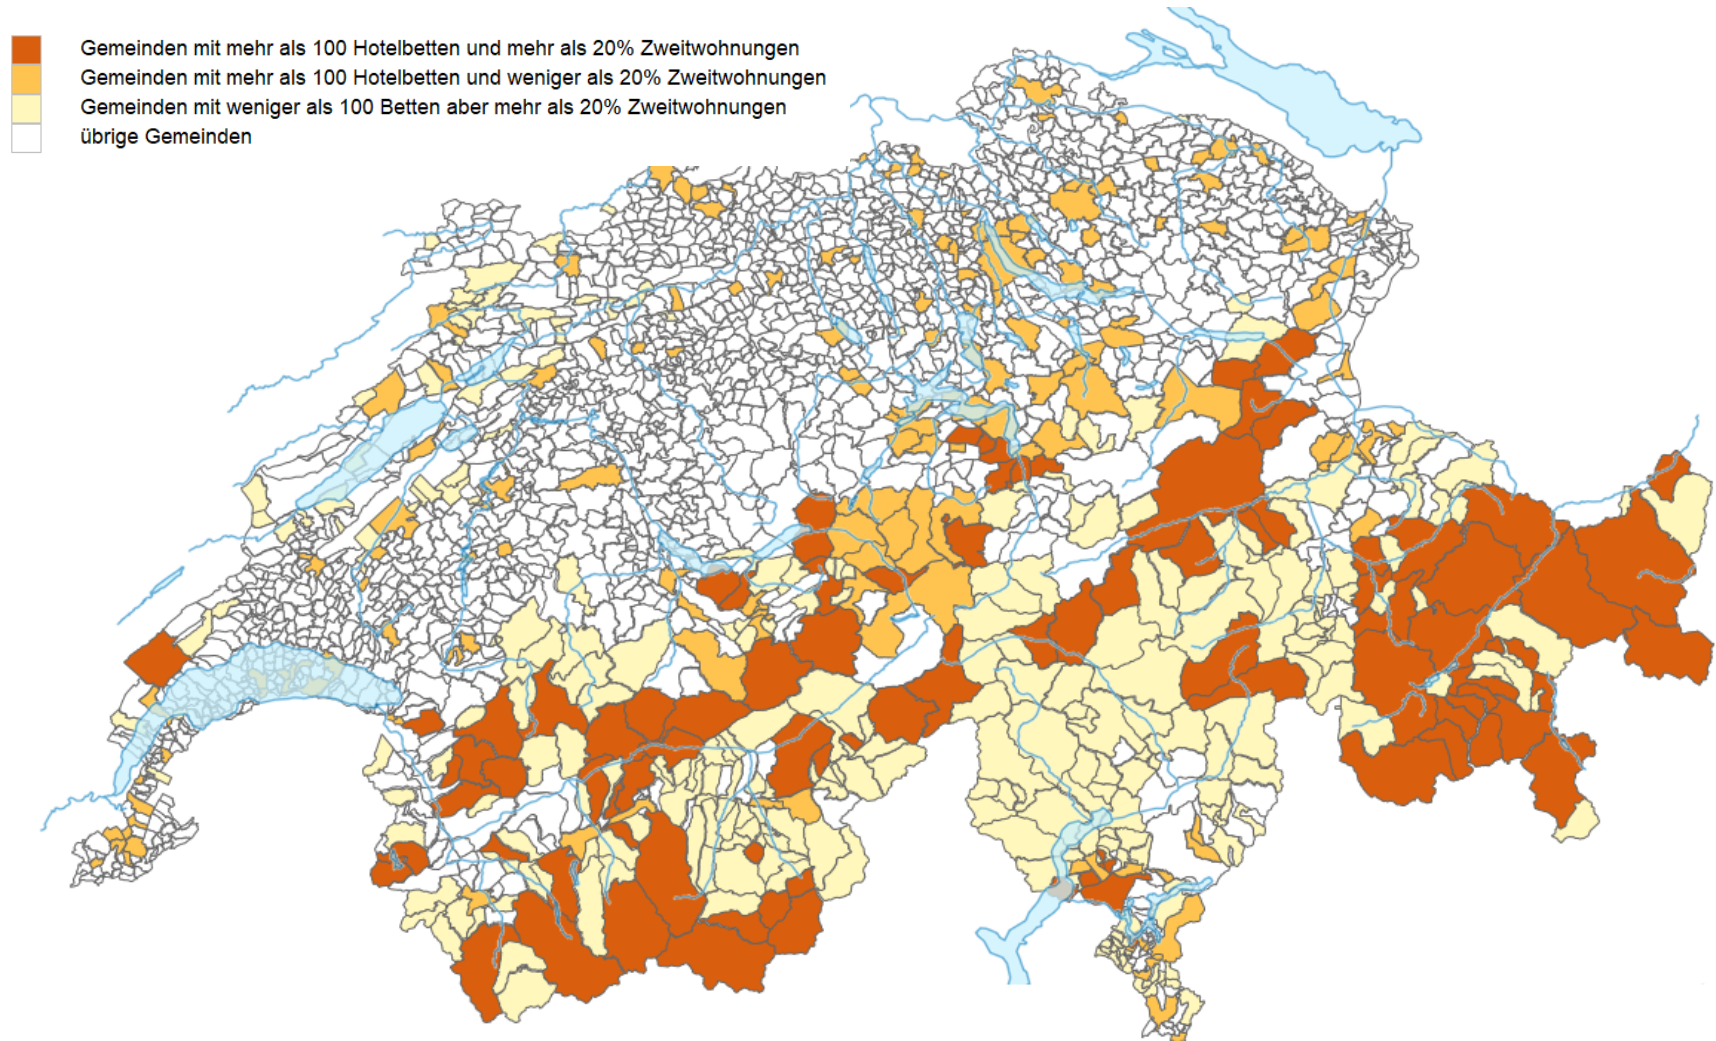 Gemeinden mit mehr als 100 Hotelbetten und mehr als 20% Zweitwohnungen
Gemeinden mit mehr als 100 Hotelbetten und weniger als 20% Zweitwohnungen
Gemeinden mit weniger als 100 Betten aber mehr als 20% Zweitwohnungen
übrige Gemeinden